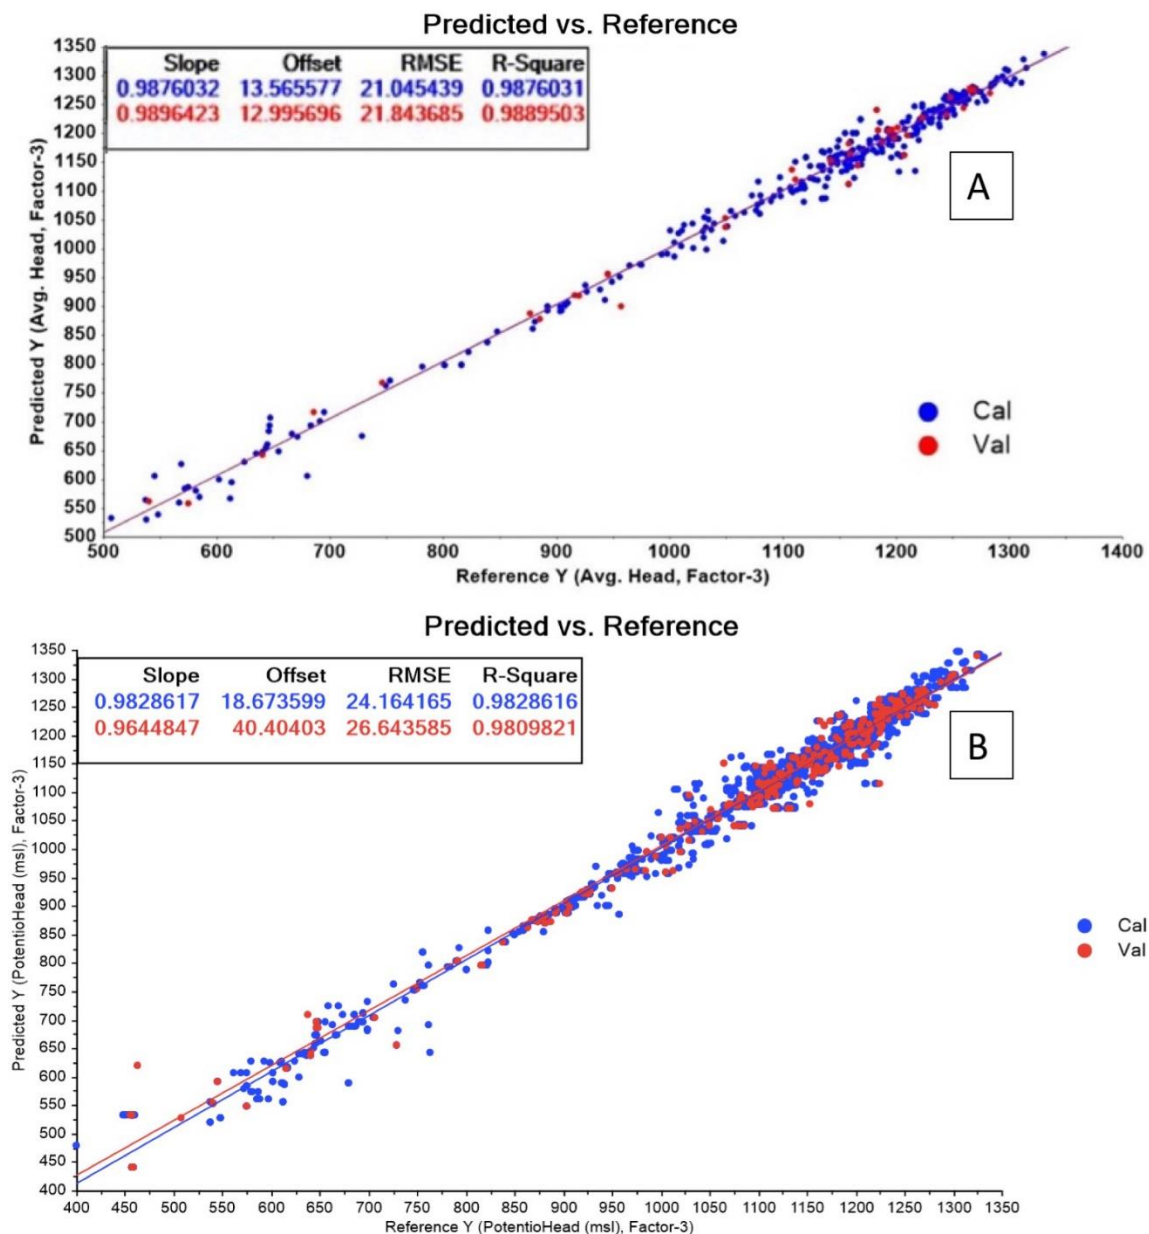 Predicted vs. Reference
Slope Offset RMSE R-Square
0.9876032 13.565577 21.045439 0.9876031
0.9896423 12.995696 21.843685 0.9889503
Predicted Y (Avg. Head, Factor-3)
1350
1300
1250
1200
1150
1100
1050
1000
950
900
850
800
750
700
650
600
550
500
A
Cal
Val
500 600 700 800 900 1000 1100 1200 1300 1400
Reference Y (Avg. Head, Factor-3)
Predicted vs. Reference
Slope Offset RMSE R-Square
0.9828617 18.673599 24.164165 0.9828616
0.9644847 40.40403 26.643585 0.9809821
Predicted Y (PotentioHead (msl), Factor-3)
1350
1300
1250
1200
1150
1100
1050
1000
950
900
850
800
750
700
650
600
550
500
450
400
B
Cal
Val
400 450 500 550 600 650 700 750 800 850 900 950 1000 1050 1100 1150 1200 1250 1300 1350
Reference Y (PotentioHead (msl), Factor-3)